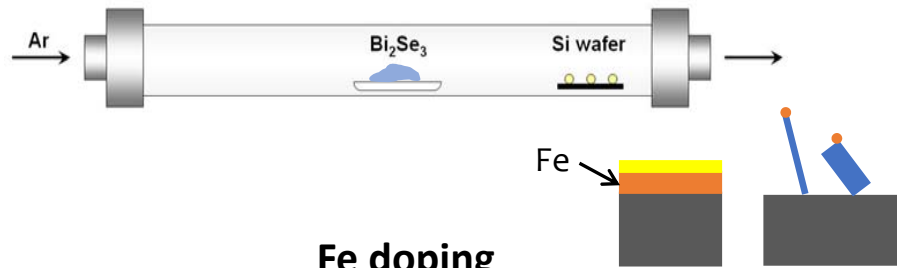 Ar
Bi₂Se₃
Si wafer
Fe
Fe doping